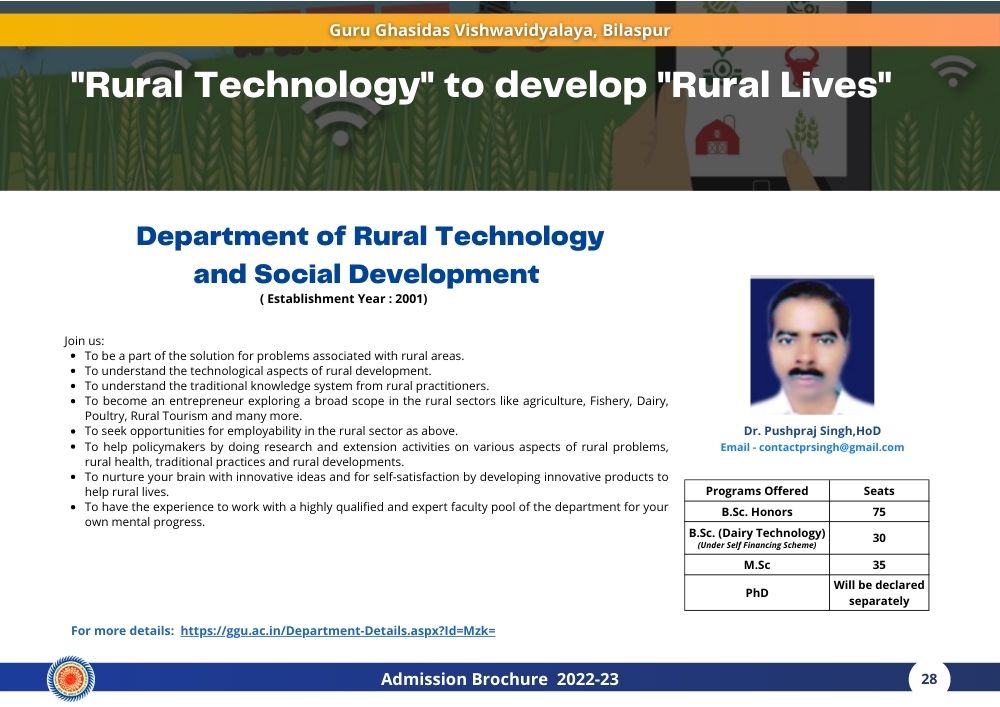 Guru Ghasidas Vishwavidyalaya, Bilaspur
"Rural Technology" to develop "Rural Lives"
Department of Rural Technology
and Social Development
( Establishment Year : 2001)
Join us:
• To be a part of the solution for problems associated with rural areas.
• To understand the technological aspects of rural development.
• To understand the traditional knowledge system from rural practitioners.
• To become an entrepreneur exploring a broad scope in the rural sectors like agriculture, Fishery, Dairy,
Poultry, Rural Tourism and many more.
• To seek opportunities for employability in the rural sector as above.
• To help policymakers by doing research and extension activities on various aspects of rural problems,
rural health, traditional practices and rural developments.
• To nurture your brain with innovative ideas and for self-satisfaction by developing innovative products to
help rural lives.
• To have the experience to work with a highly qualified and expert faculty pool of the department for your
own mental progress.
For more details: https://ggu.ac.in/Department-Details.aspx?Id=Mzk=
Dr. Pushpraj Singh,HoD
Email - contactprsingh@gmail.com
Programs Offered Seats
B.Sc. Honors 75
B.Sc. (Dairy Technology) 30
(Under Self Financing Scheme)
M.Sc 35
PhD Will be declared
separately
Admission Brochure 2022-23
28